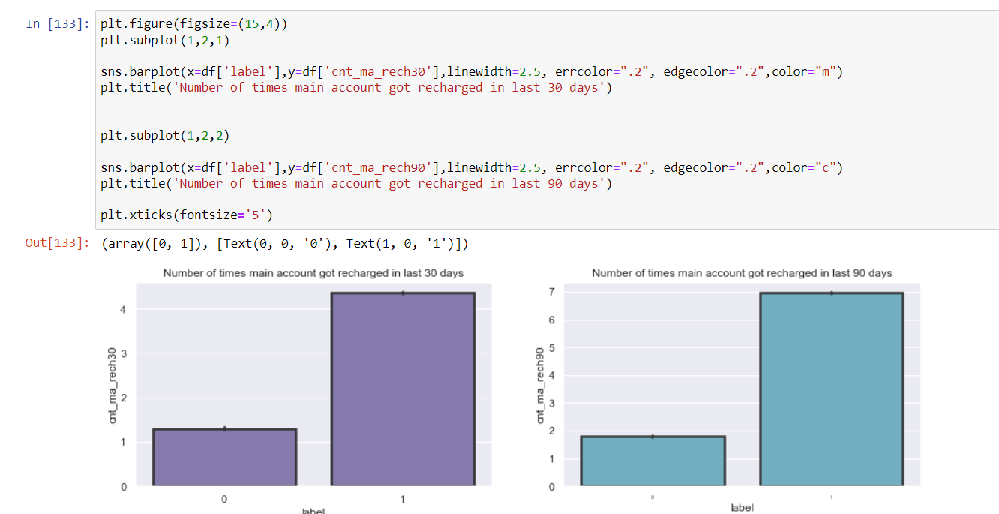 In [133]: plt.figure(figsize=(15,4))
plt.subplot(1,2,1)
sns.barplot(x=df['label'],y=df['cnt_ma_rech30'],linewidth=2.5, errcolor=".2", edgecolor=".2",color="m")
plt.title('Number of times main account got recharged in last 30 days')
plt.subplot(1,2,2)
sns.barplot(x=df['label'],y=df['cnt_ma_rech90'],linewidth=2.5, errcolor=".2", edgecolor=".2",color="c")
plt.title('Number of times main account got recharged in last 90 days')
plt.xticks(fontsize='5')
Out[133]: (array([0, 1]), [Text(0, 0, '0'), Text(1, 0, '1')])
Number of times main account got recharged in last 30 days
4
3
2
1
0
cnt_ma_rech30
0 1
label
Number of times main account got recharged in last 90 days
7
6
5
4
3
2
1
0
cnt_ma_rech90
0 1
label